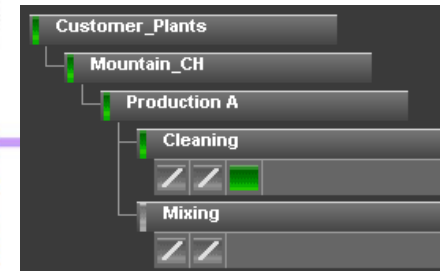 Customer_Plants
Mountain_CH
Production A
Cleaning
Mixing